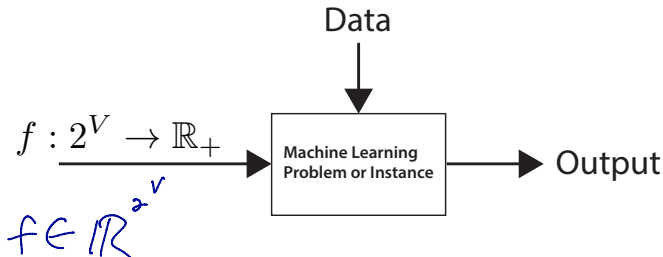 Data
f : 2^V → ℝ₊
Machine Learning
Problem or Instance
Output
f ∈ ℝ^{2^V}